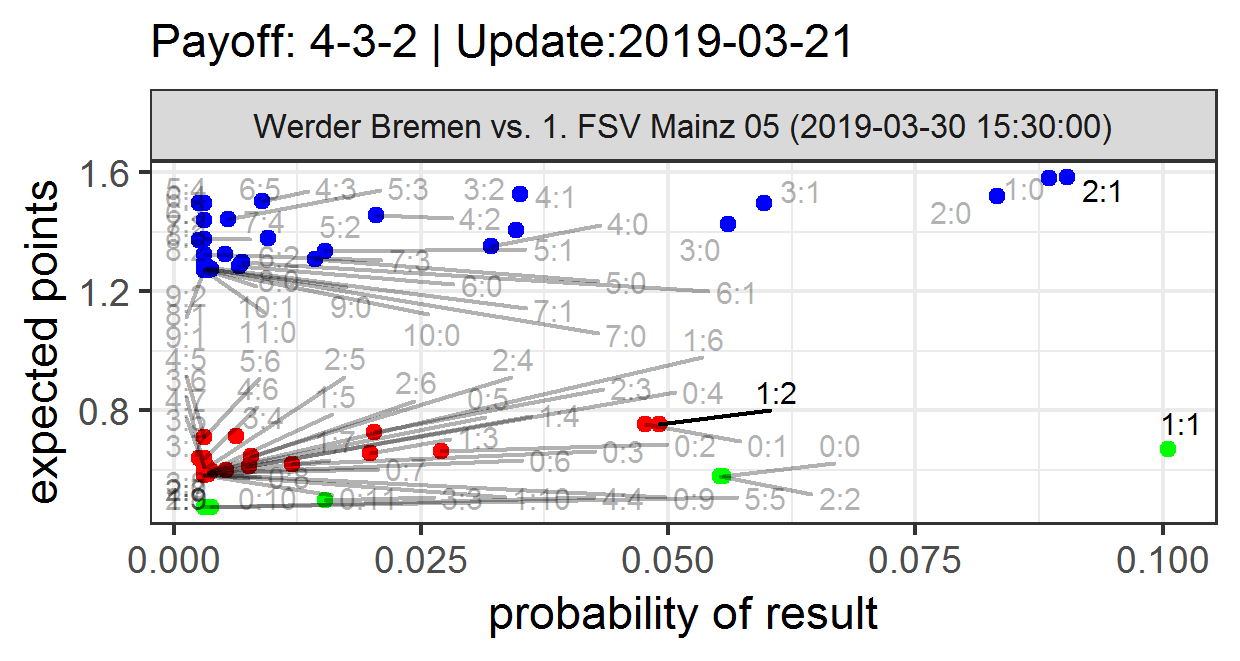 Payoff: 4-3-2 | Update:2019-03-21
Werder Bremen vs. 1. FSV Mainz 05 (2019-03-30 15:30:00)
expected points
1.6
1.2
0.8
5:4 6:5 4:3 5:3 3:2 4:1 3:1 1:0 2:1
7:4 5:2 4:2 4:0 2:0
6:2 7:3 5:1 3:0
8:0 6:0 5:0 6:1
9:2 10:1 9:0 7:1
8:1
9:1 11:0 10:0 7:0 1:6
4:5 5:6 2:5 2:4
3:6 4:6 1:5 2:6 0:5 2:3 0:4 1:2
3:4 1:4 1:1
1:7 1:3 0:2 0:1 0:0
0:8 0:7 0:6 0:3
0:10 0:11 3:3 1:10 4:4 0:9 5:5 2:2
0.000 0.025 0.050 0.075 0.100
probability of result